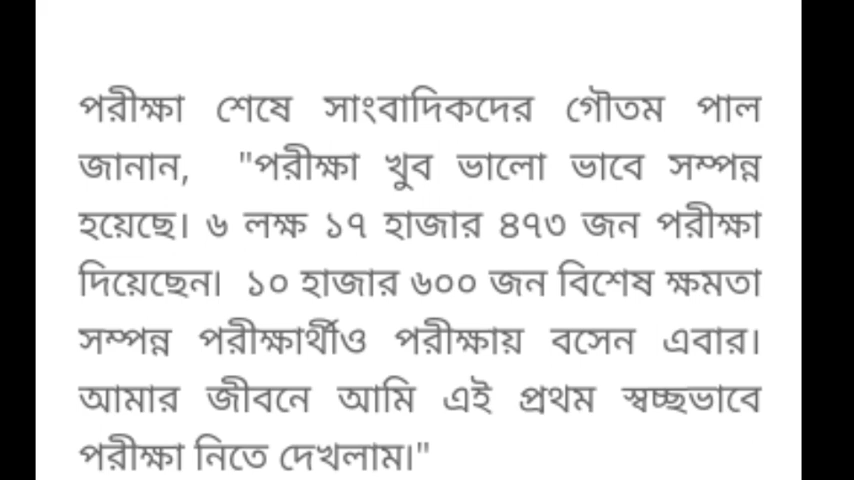 পরীক্ষা শেষে সাংবাদিকদের গৌতম পাল
জানান, "পরীক্ষা খুব ভালো ভাবে সম্পন্ন
হয়েছে। ৬ লক্ষ ১৭ হাজার ৪৭৩ জন পরীক্ষা
দিয়েছেন। ১০ হাজার ৬০০ জন বিশেষ ক্ষমতা
সম্পন্ন পরীক্ষার্থীও পরীক্ষায় বসেন এবার।
আমার জীবনে আমি এই প্রথম স্বচ্ছভাবে
পরীক্ষা নিতে দেখলাম।"